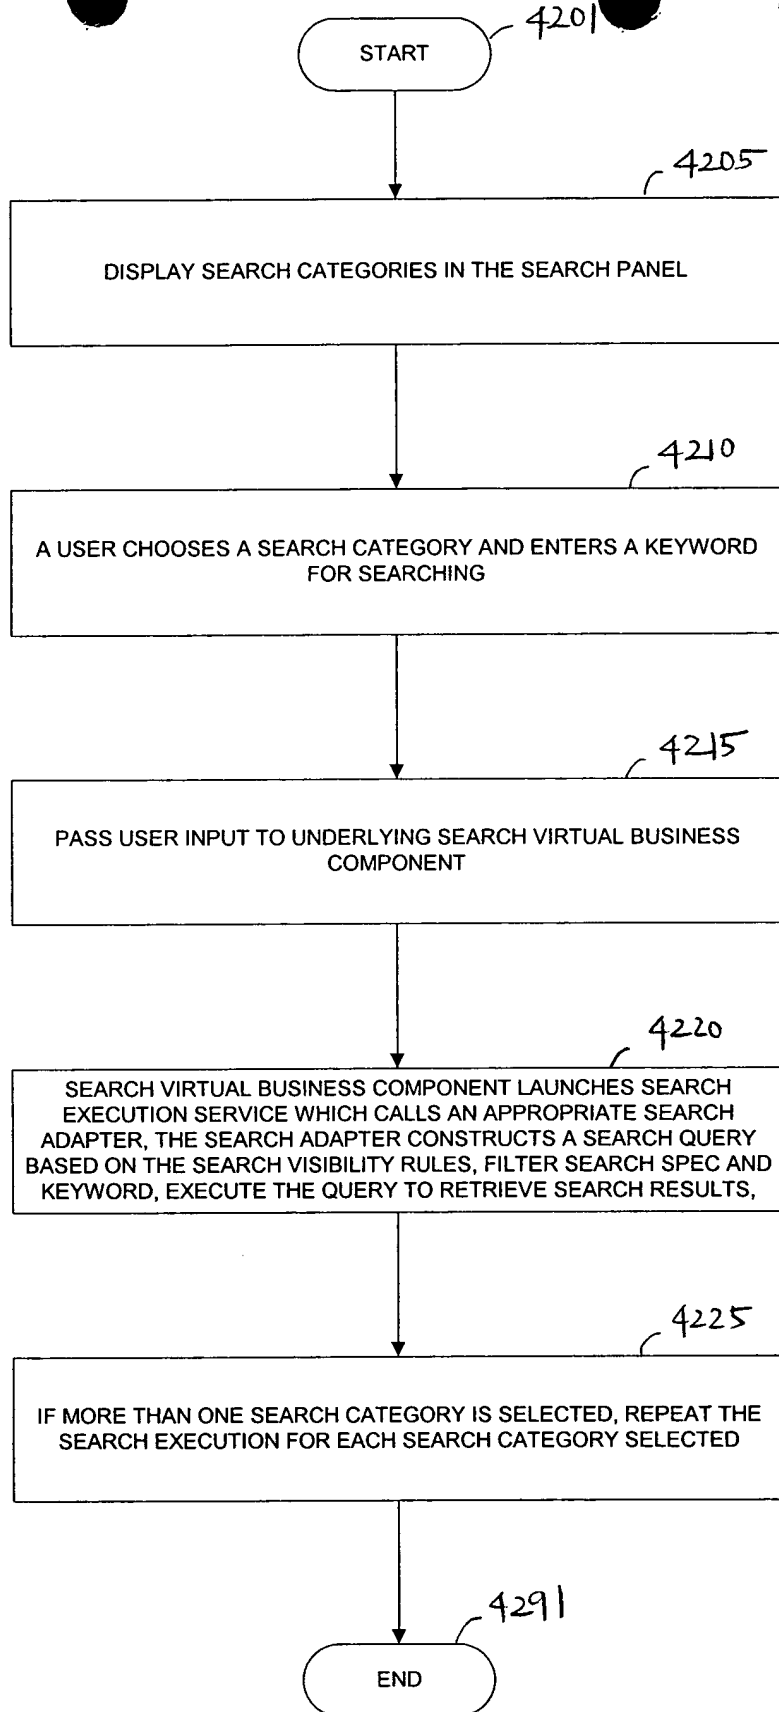 4201
START
4205
DISPLAY SEARCH CATEGORIES IN THE SEARCH PANEL
4210
A USER CHOOSES A SEARCH CATEGORY AND ENTERS A KEYWORD
FOR SEARCHING
4215
PASS USER INPUT TO UNDERLYING SEARCH VIRTUAL BUSINESS
COMPONENT
4220
SEARCH VIRTUAL BUSINESS COMPONENT LAUNCHES SEARCH
EXECUTION SERVICE WHICH CALLS AN APPROPRIATE SEARCH
ADAPTER, THE SEARCH ADAPTER CONSTRUCTS A SEARCH QUERY
BASED ON THE SEARCH VISIBILITY RULES, FILTER SEARCH SPEC AND
KEYWORD, EXECUTE THE QUERY TO RETRIEVE SEARCH RESULTS,
4225
IF MORE THAN ONE SEARCH CATEGORY IS SELECTED, REPEAT THE
SEARCH EXECUTION FOR EACH SEARCH CATEGORY SELECTED
4291
END